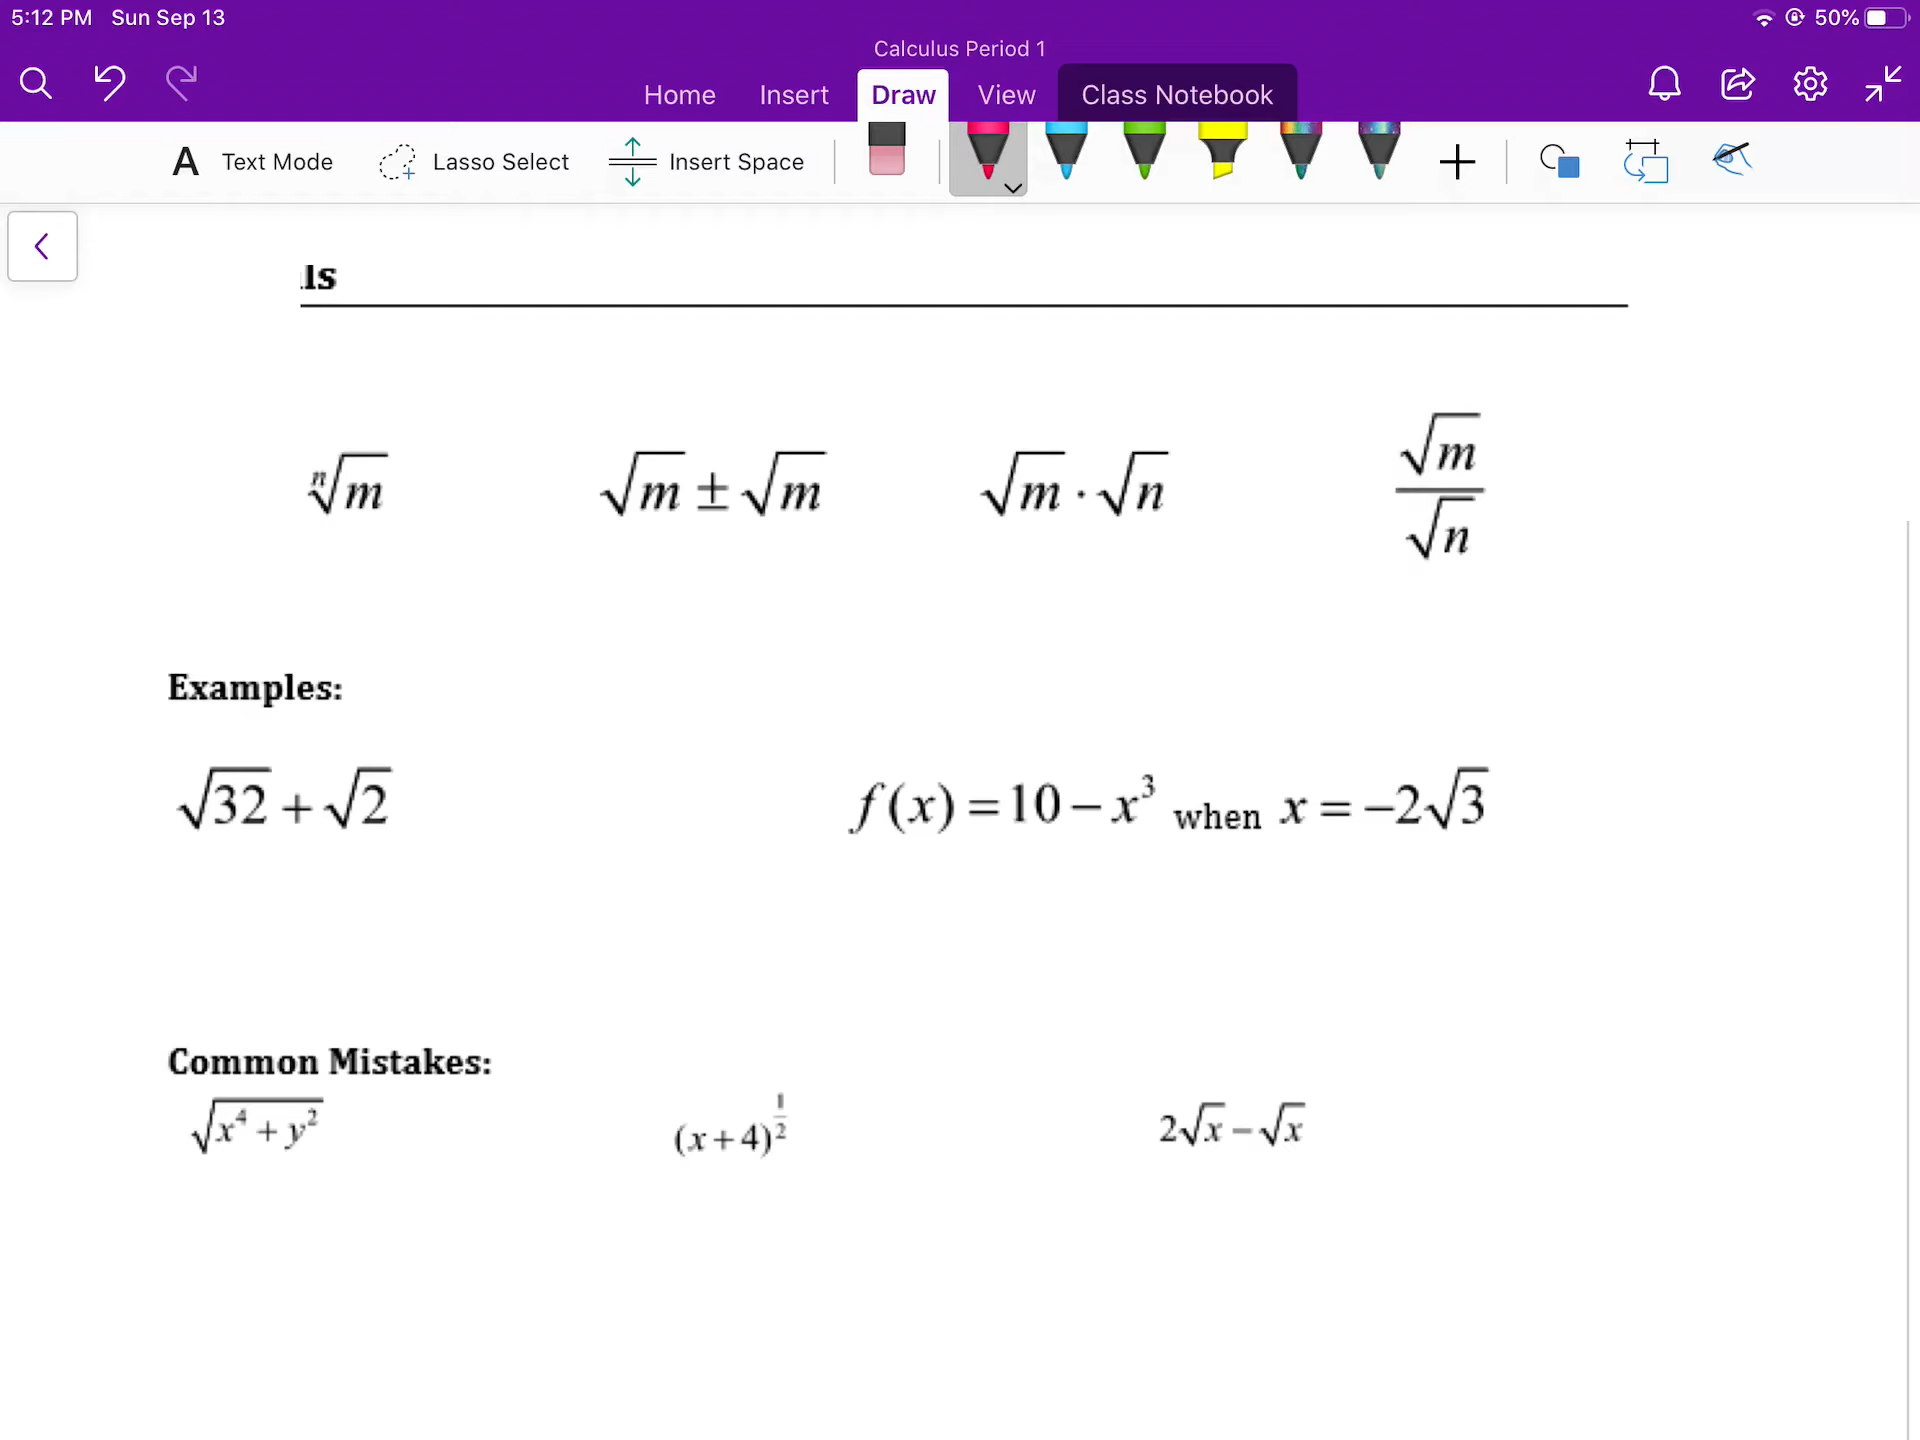 5:12 PM Sun Sep 13
50%
Calculus Period 1
Home Insert Draw View Class Notebook
A Text Mode Lasso Select Insert Space
ls
ⁿ√m √m ± √m √m · √n √m/√n
Examples:
√32 + √2 f(x) = 10 − x³ when x = −2√3
Common Mistakes:
√(x⁴ + y²) (x + 4)^(1/2) 2√x − √x